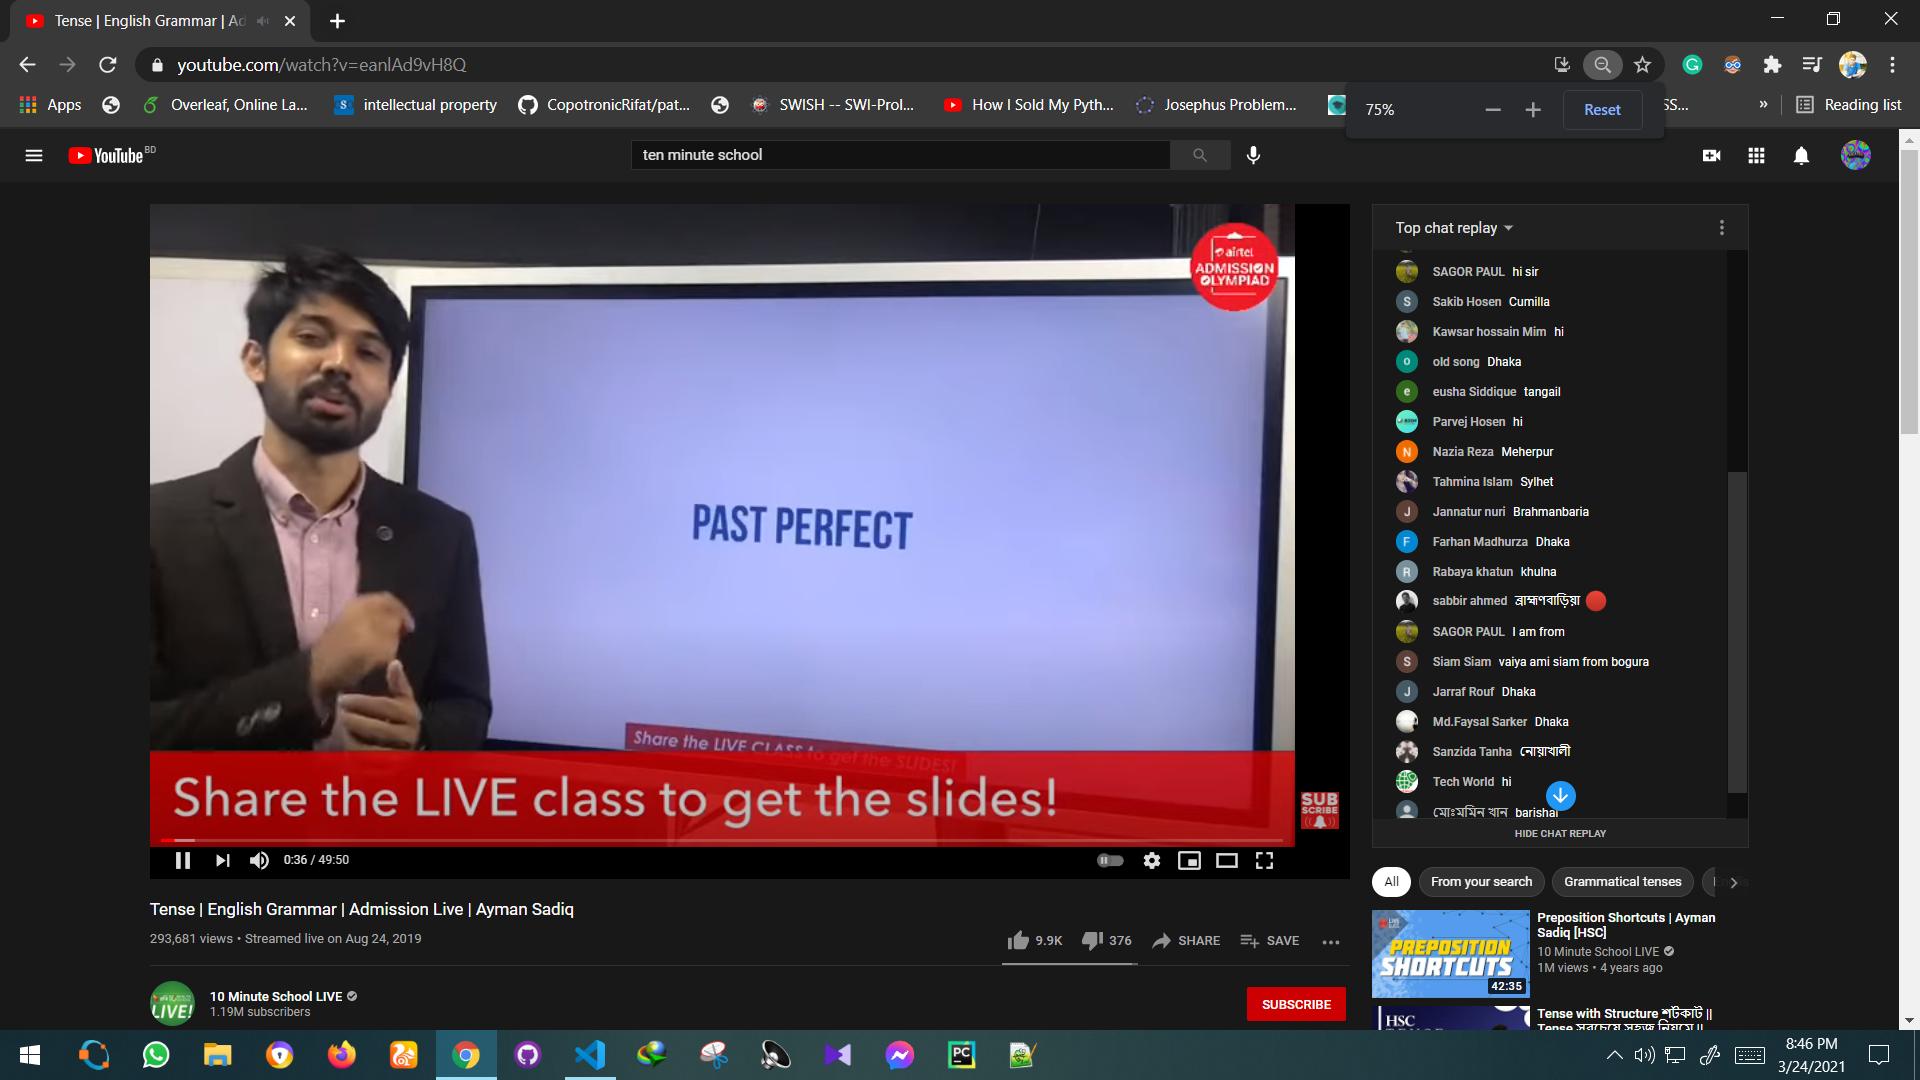 Tense | English Grammar | Ad
youtube.com/watch?v=eanlAd9vH8Q
Apps
Overleaf, Online La...
intellectual property
CopotronicRifat/pat...
SWISH -- SWI-Prol...
How I Sold My Pyth...
Josephus Problem...
75%
Reset
SS...
»
Reading list
YouTube BD
ten minute school
airtel
ADMISSION
OLYMPIAD
PAST PERFECT
Share the LIVE CLASS to get the SLIDES!
Share the LIVE class to get the slides!
SUB
SCRIBE
0:36 / 49:50
Tense | English Grammar | Admission Live | Ayman Sadiq
293,681 views • Streamed live on Aug 24, 2019
9.9K
376
SHARE
SAVE
10 Minute School LIVE
1.19M subscribers
SUBSCRIBE
LIVE!
Top chat replay
SAGOR PAUL hi sir
Sakib Hosen Cumilla
Kawsar hossain Mim hi
old song Dhaka
eusha Siddique tangail
Parvej Hosen hi
Nazia Reza Meherpur
Tahmina Islam Sylhet
Jannatur nuri Brahmanbaria
Farhan Madhurza Dhaka
Rabaya khatun khulna
sabbir ahmed ব্রাহ্মণবাড়িয়া
SAGOR PAUL I am from
Siam Siam vaiya ami siam from bogura
Jarraf Rouf Dhaka
Md.Faysal Sarker Dhaka
Sanzida Tanha নোয়াখালী
Tech World hi
মোঃমমিন খান barishal
HIDE CHAT REPLAY
All
From your search
Grammatical tenses
PREPOSITION
SHORTCUTS
42:35
Preposition Shortcuts | Ayman
Sadiq [HSC]
10 Minute School LIVE
1M views • 4 years ago
HSC
Tense with Structure শর্টকাট ||
Tense সবচেয়ে সহজ নিয়মে ||
8:46 PM
3/24/2021